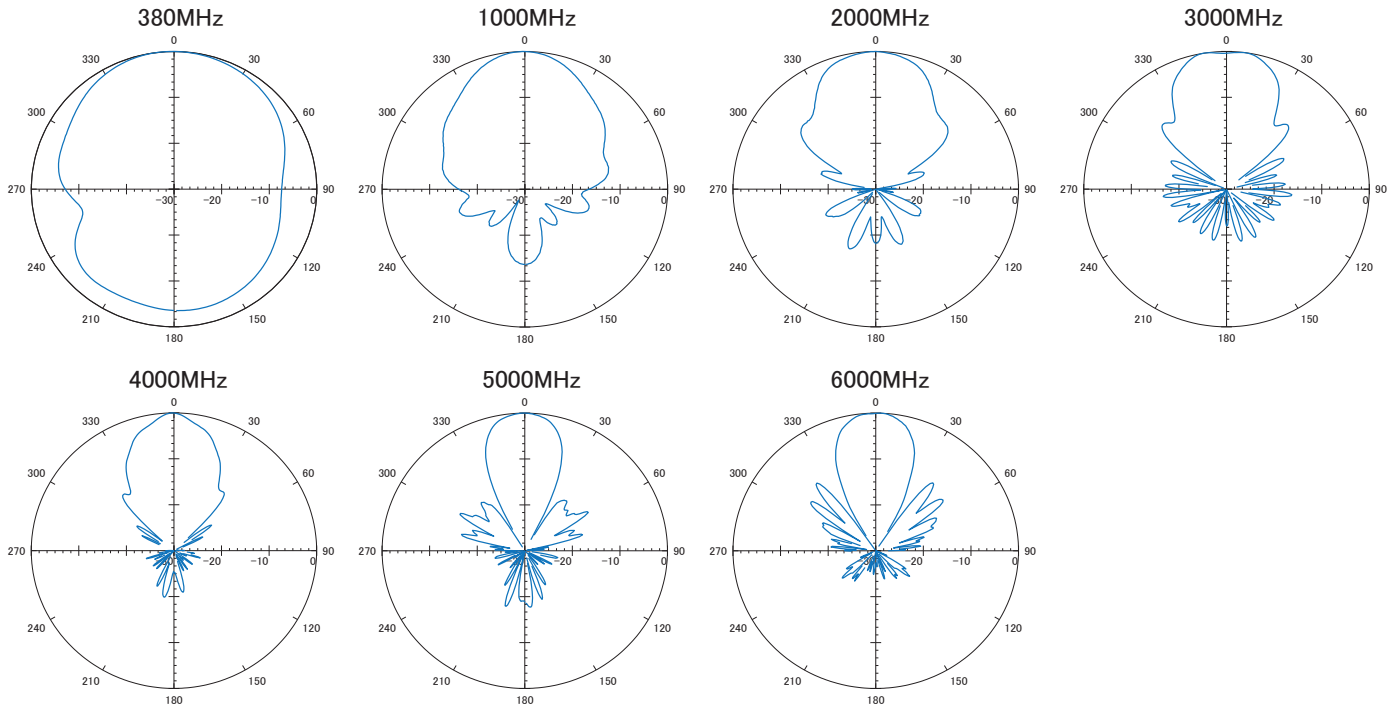 380MHz 1000MHz 2000MHz 3000MHz
0 0 0 0
330 30 330 30 330 30 330 30
300 60 300 60 300 60 300 60
270 -30 -20 -10 0 90 270 -30 -20 -10 0 90 270 -30 -20 -10 0 90 270 -30 -20 -10 0 90
240 120 240 120 240 120 240 120
210 150 210 150 210 150 210 150
180 180 180 180
4000MHz 5000MHz 6000MHz
0 0 0
330 30 330 30 330 30
300 60 300 60 300 60
270 -30 -20 -10 0 90 270 -30 -20 -10 0 90 270 -30 -20 -10 0 90
240 120 240 120 240 120
210 150 210 150 210 150
180 180 180